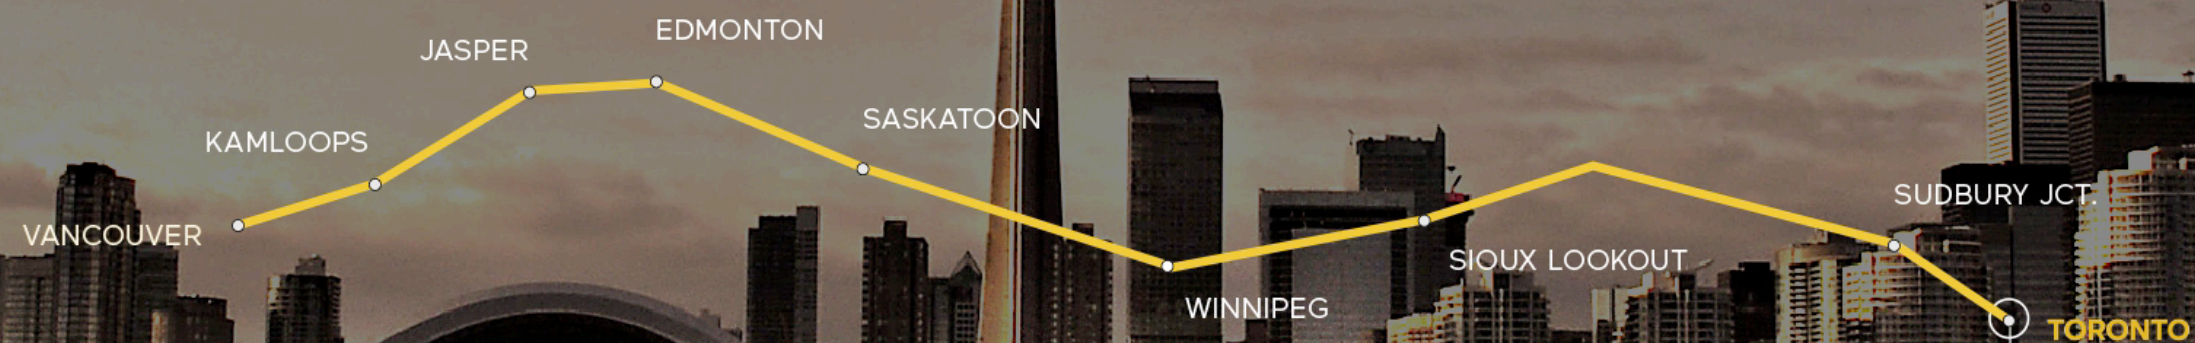 VANCOUVER
KAMLOOPS
JASPER
EDMONTON
SASKATOON
WINNIPEG
SIOUX LOOKOUT
SUDBURY JCT.
TORONTO